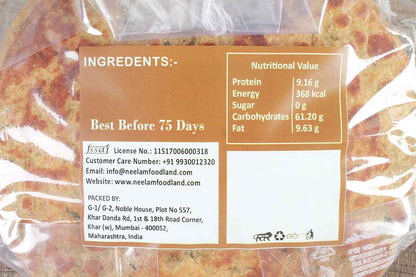 INGREDENTS:-
Best Before 75 Days
Nutritional Value
Protein 9.16 g
Energy 368 kcal
Sugar 0 g
Carbohydrates 61.20 g
Fat 9.63 g
fssai License No.: 11517006000318
Customer Care Number: +91 9930012320
Email: info@neelamfoodland.com
Website: www.neelamfoodland.com
PACKED BY:
G-1/ G-2, Noble House, Plot No 557,
Khar Danda Rd, 1st & 18th Road Corner,
Khar (w), Mumbai - 400052,
Maharashtra, India